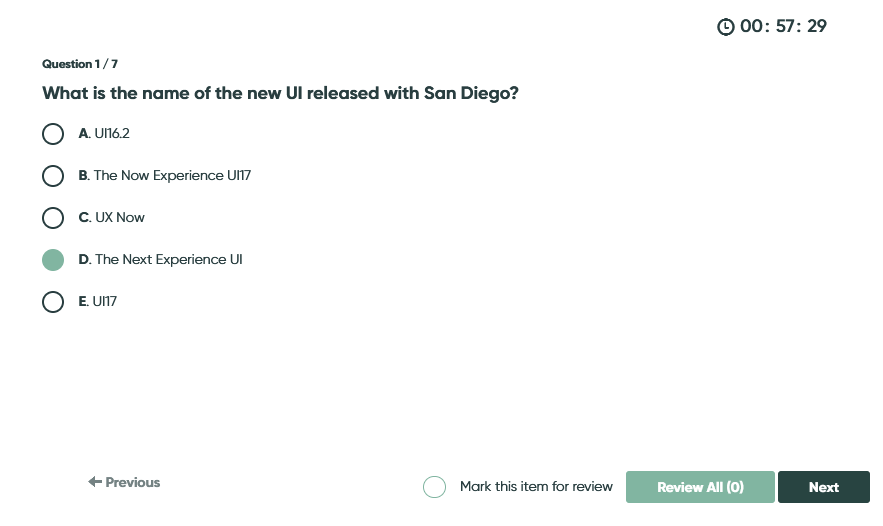 00: 57: 29
Question 1 / 7
What is the name of the new UI released with San Diego?
A. UI16.2
B. The Now Experience UI17
C. UX Now
D. The Next Experience UI
E. UI17
Previous
Mark this item for review
Review All (0)
Next